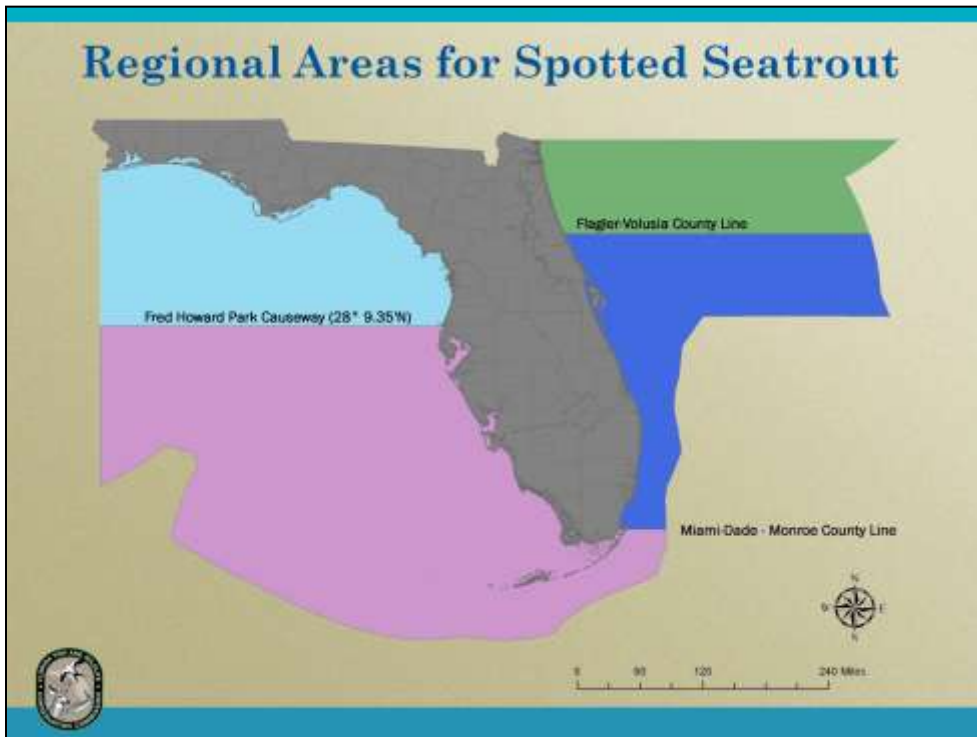 Regional Areas for Spotted Seatrout
Flagler-Volusia County Line
Fred Howard Park Causeway (28° 9.35'N)
Miami-Dade - Monroe County Line
N
W E
S
0 60 120 240 Miles